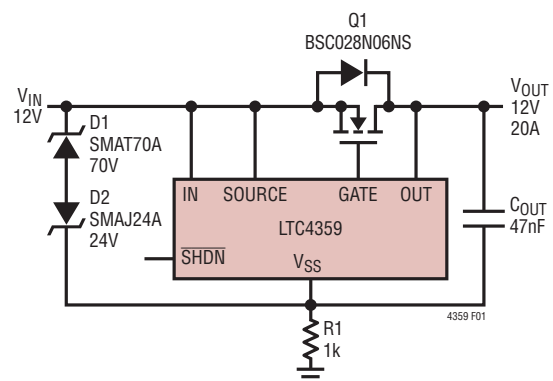 Q1
BSC028N06NS
VIN
12V
VOUT
12V
20A
D1
SMAT70A
70V
D2
SMAJ24A
24V
IN SOURCE GATE OUT
LTC4359
SHDN
VSS
COUT
47nF
4359 F01
R1
1k